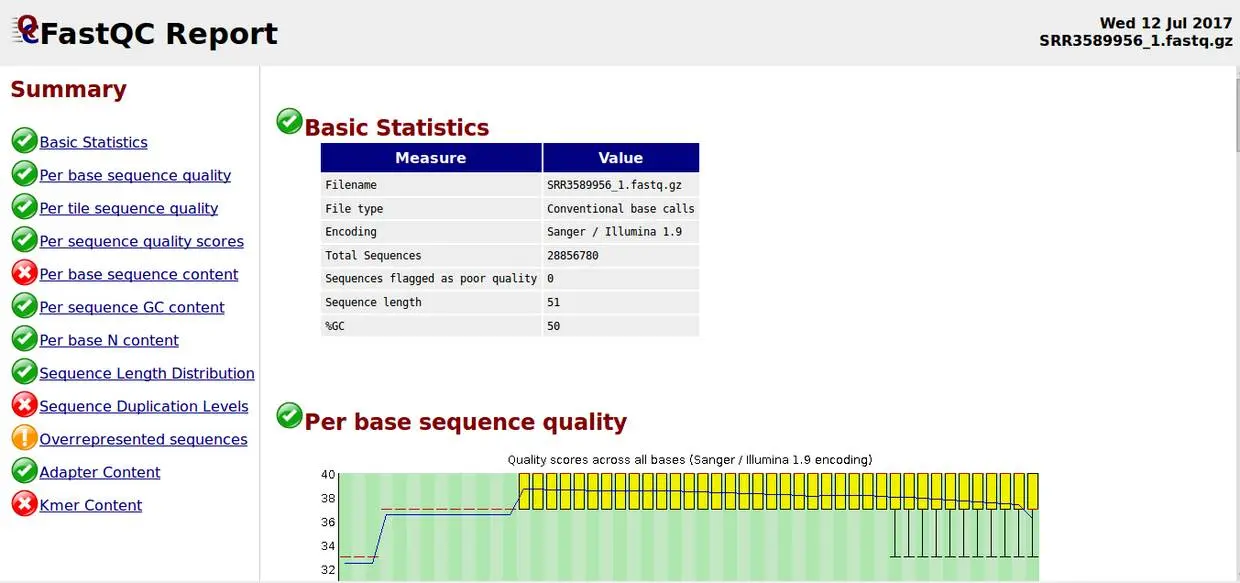 FastQC Report
Wed 12 Jul 2017
SRR3589956_1.fastq.gz
Summary
Basic Statistics
Per base sequence quality
Per tile sequence quality
Per sequence quality scores
Per base sequence content
Per sequence GC content
Per base N content
Sequence Length Distribution
Sequence Duplication Levels
Overrepresented sequences
Adapter Content
Kmer Content
Basic Statistics
Measure Value
Filename SRR3589956_1.fastq.gz
File type Conventional base calls
Encoding Sanger / Illumina 1.9
Total Sequences 28856780
Sequences flagged as poor quality 0
Sequence length 51
%GC 50
Per base sequence quality
Quality scores across all bases (Sanger / Illumina 1.9 encoding)
40
38
36
34
32